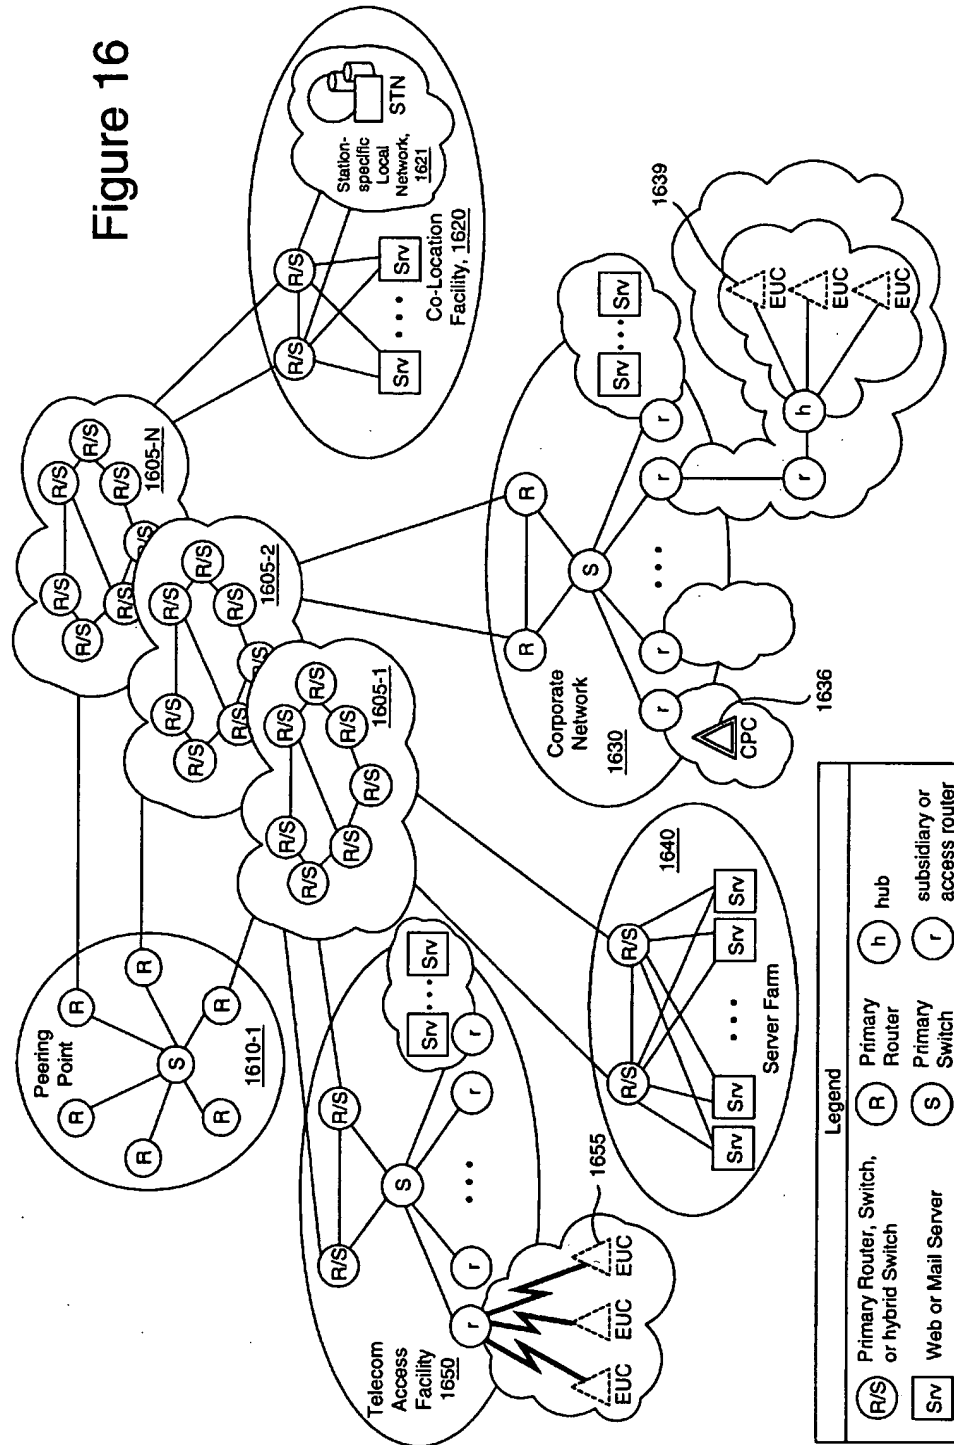 Figure 16
Peering
Point
R
R
R
R
R
R
S
1610-1
R/S
R/S
R/S
R/S
R/S
R/S
R/S
R/S
1605-N
R/S
R/S
R/S
R/S
R/S
R/S
R/S
R/S
1605-2
R/S
R/S
R/S
R/S
R/S
R/S
R/S
R/S
1605-1
R/S
R/S
Srv
• • •
Srv
Station-
specific
Local
Network,
1621
STN
Co-Location
Facility, 1620
Telecom
Access
Facility
1650
R/S
R/S
S
Srv
• • •
Srv
r
r
• • •
r
r
EUC
EUC
EUC
1655
R/S
R/S
1640
Srv
Srv
• • •
Srv
Srv
Server Farm
Corporate
Network
1630
R
R
S
Srv
• • •
Srv
r
r
• • •
r
r
CPC
1636
r
h
EUC
EUC
EUC
1639
Legend
R/S
Primary Router, Switch,
or hybrid Switch
R
Primary
Router
h
hub
Srv
Web or Mail Server
S
Primary
Switch
r
subsidiary or
access router